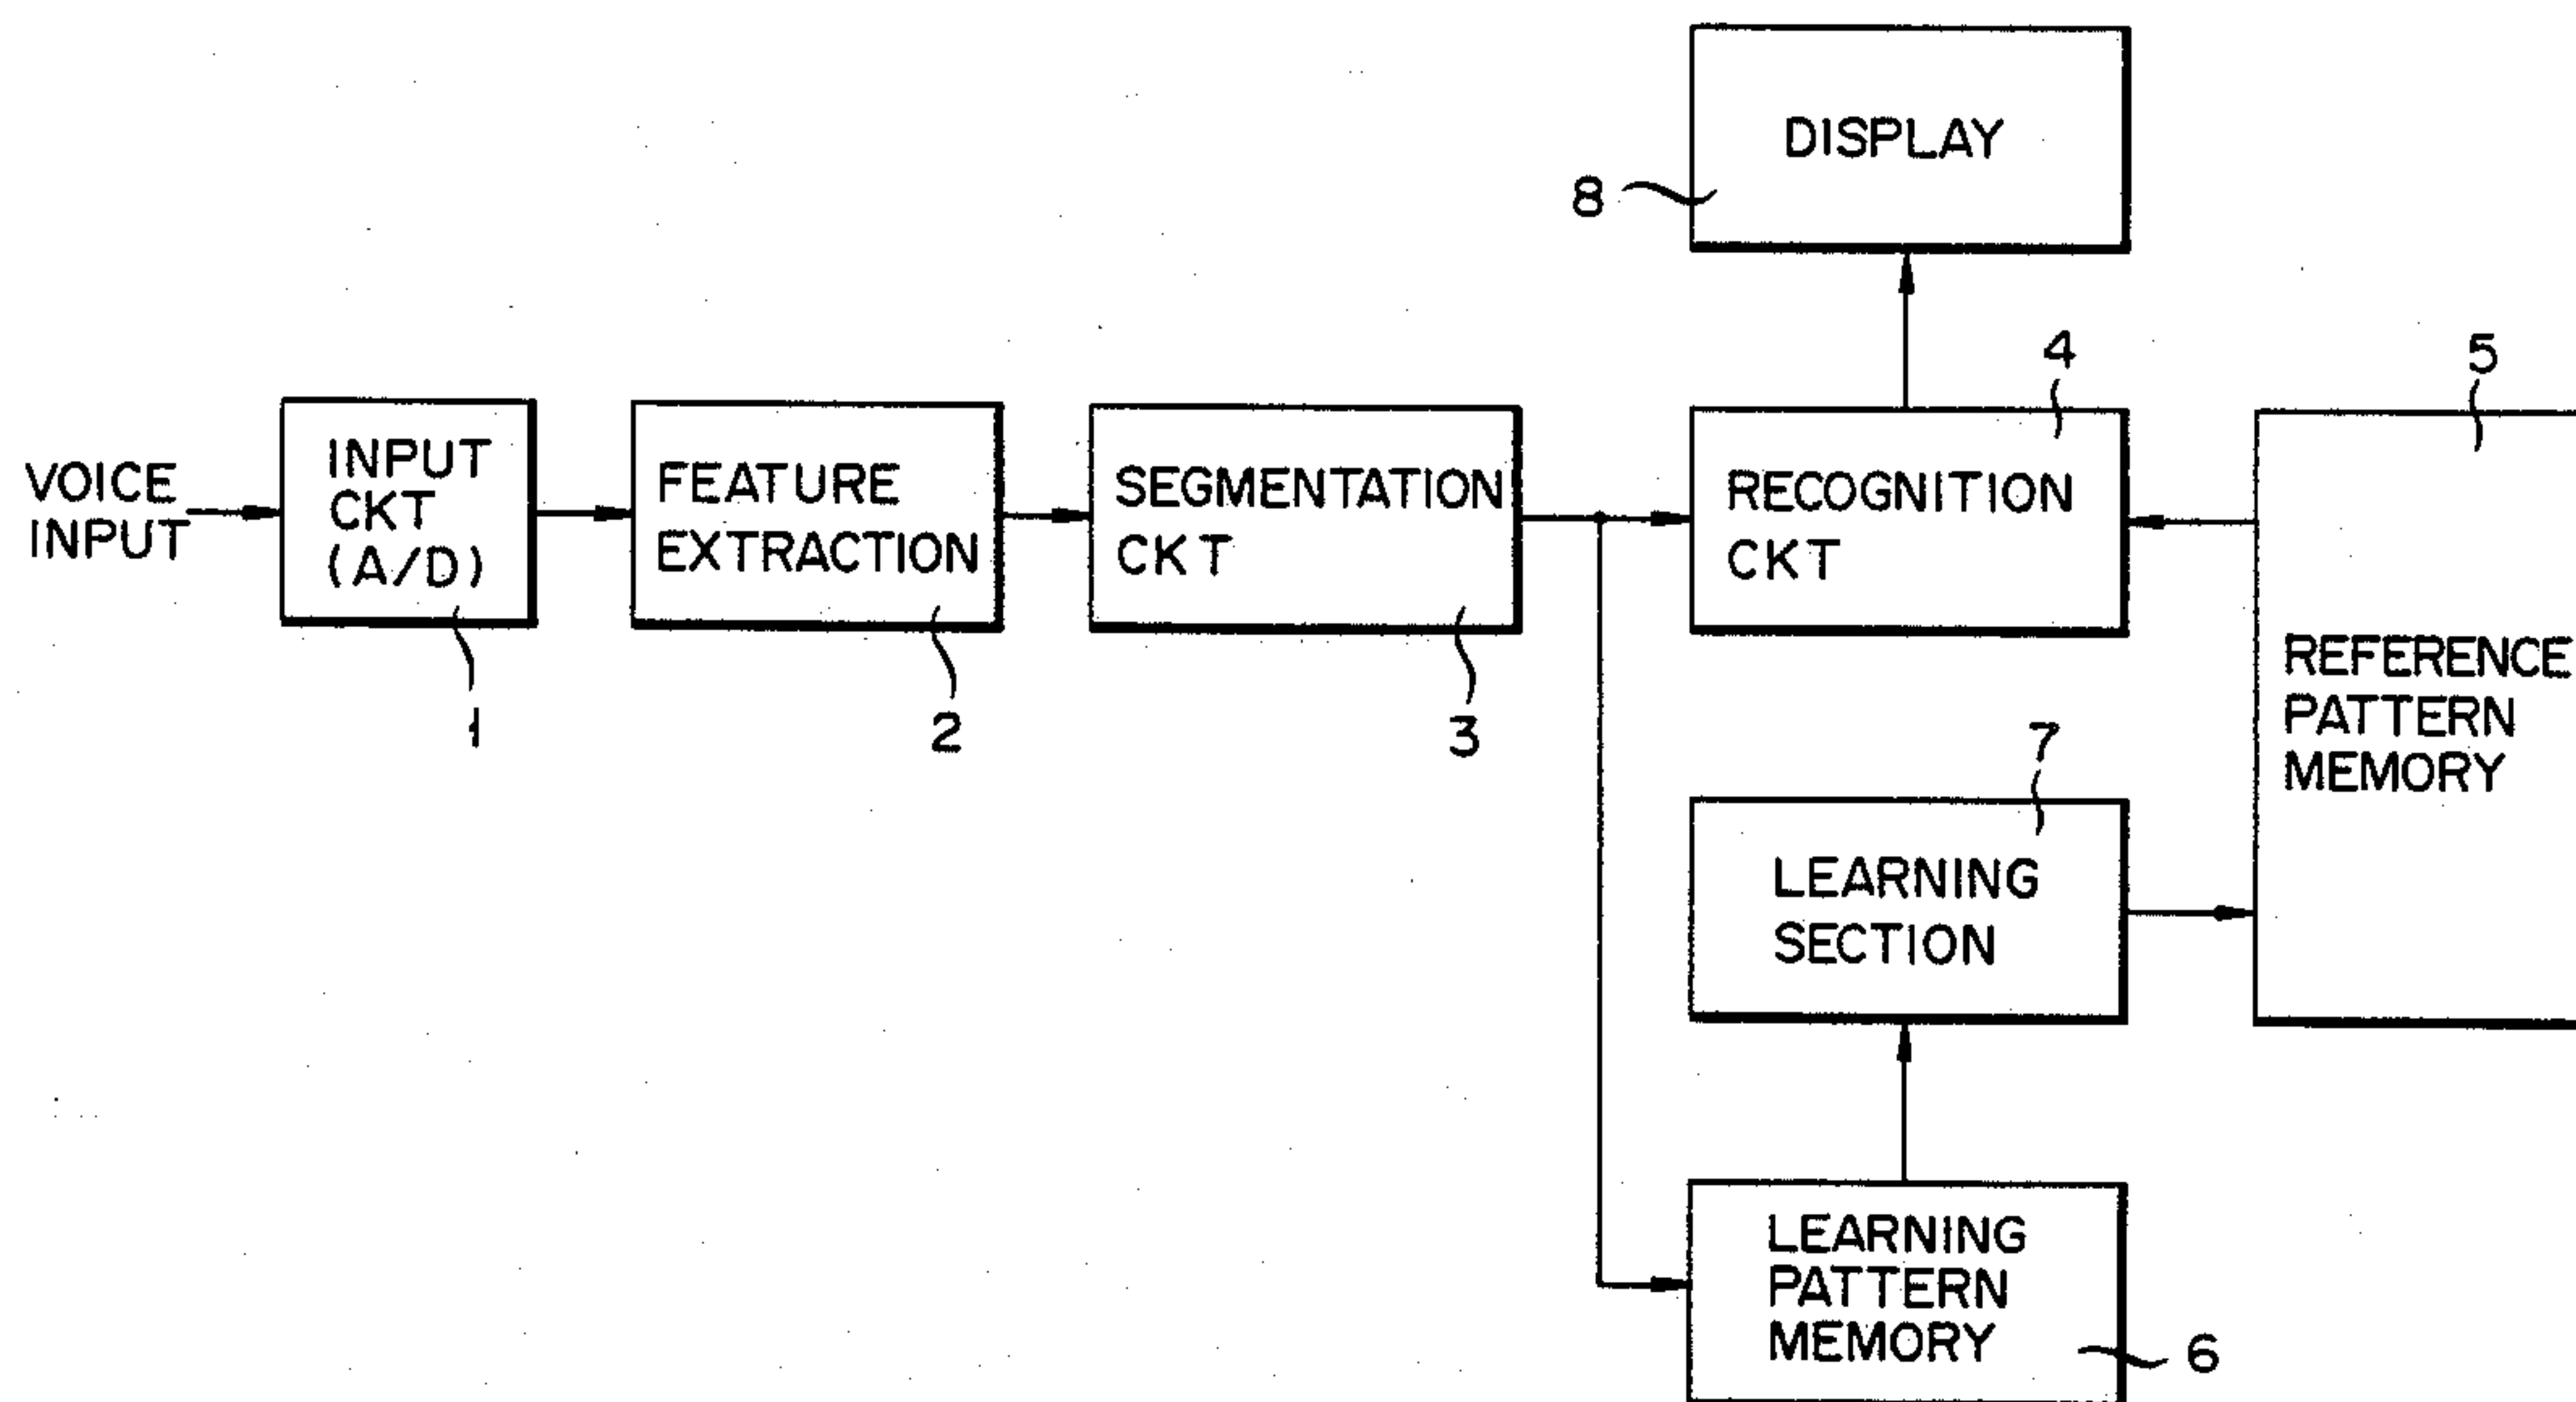 DISPLAY
8
4
5
VOICE
INPUT
INPUT
CKT
(A/D)
FEATURE
EXTRACTION
SEGMENTATION
CKT
RECOGNITION
CKT
1
2
3
7
REFERENCE
PATTERN
MEMORY
LEARNING
SECTION
LEARNING
PATTERN
MEMORY
6